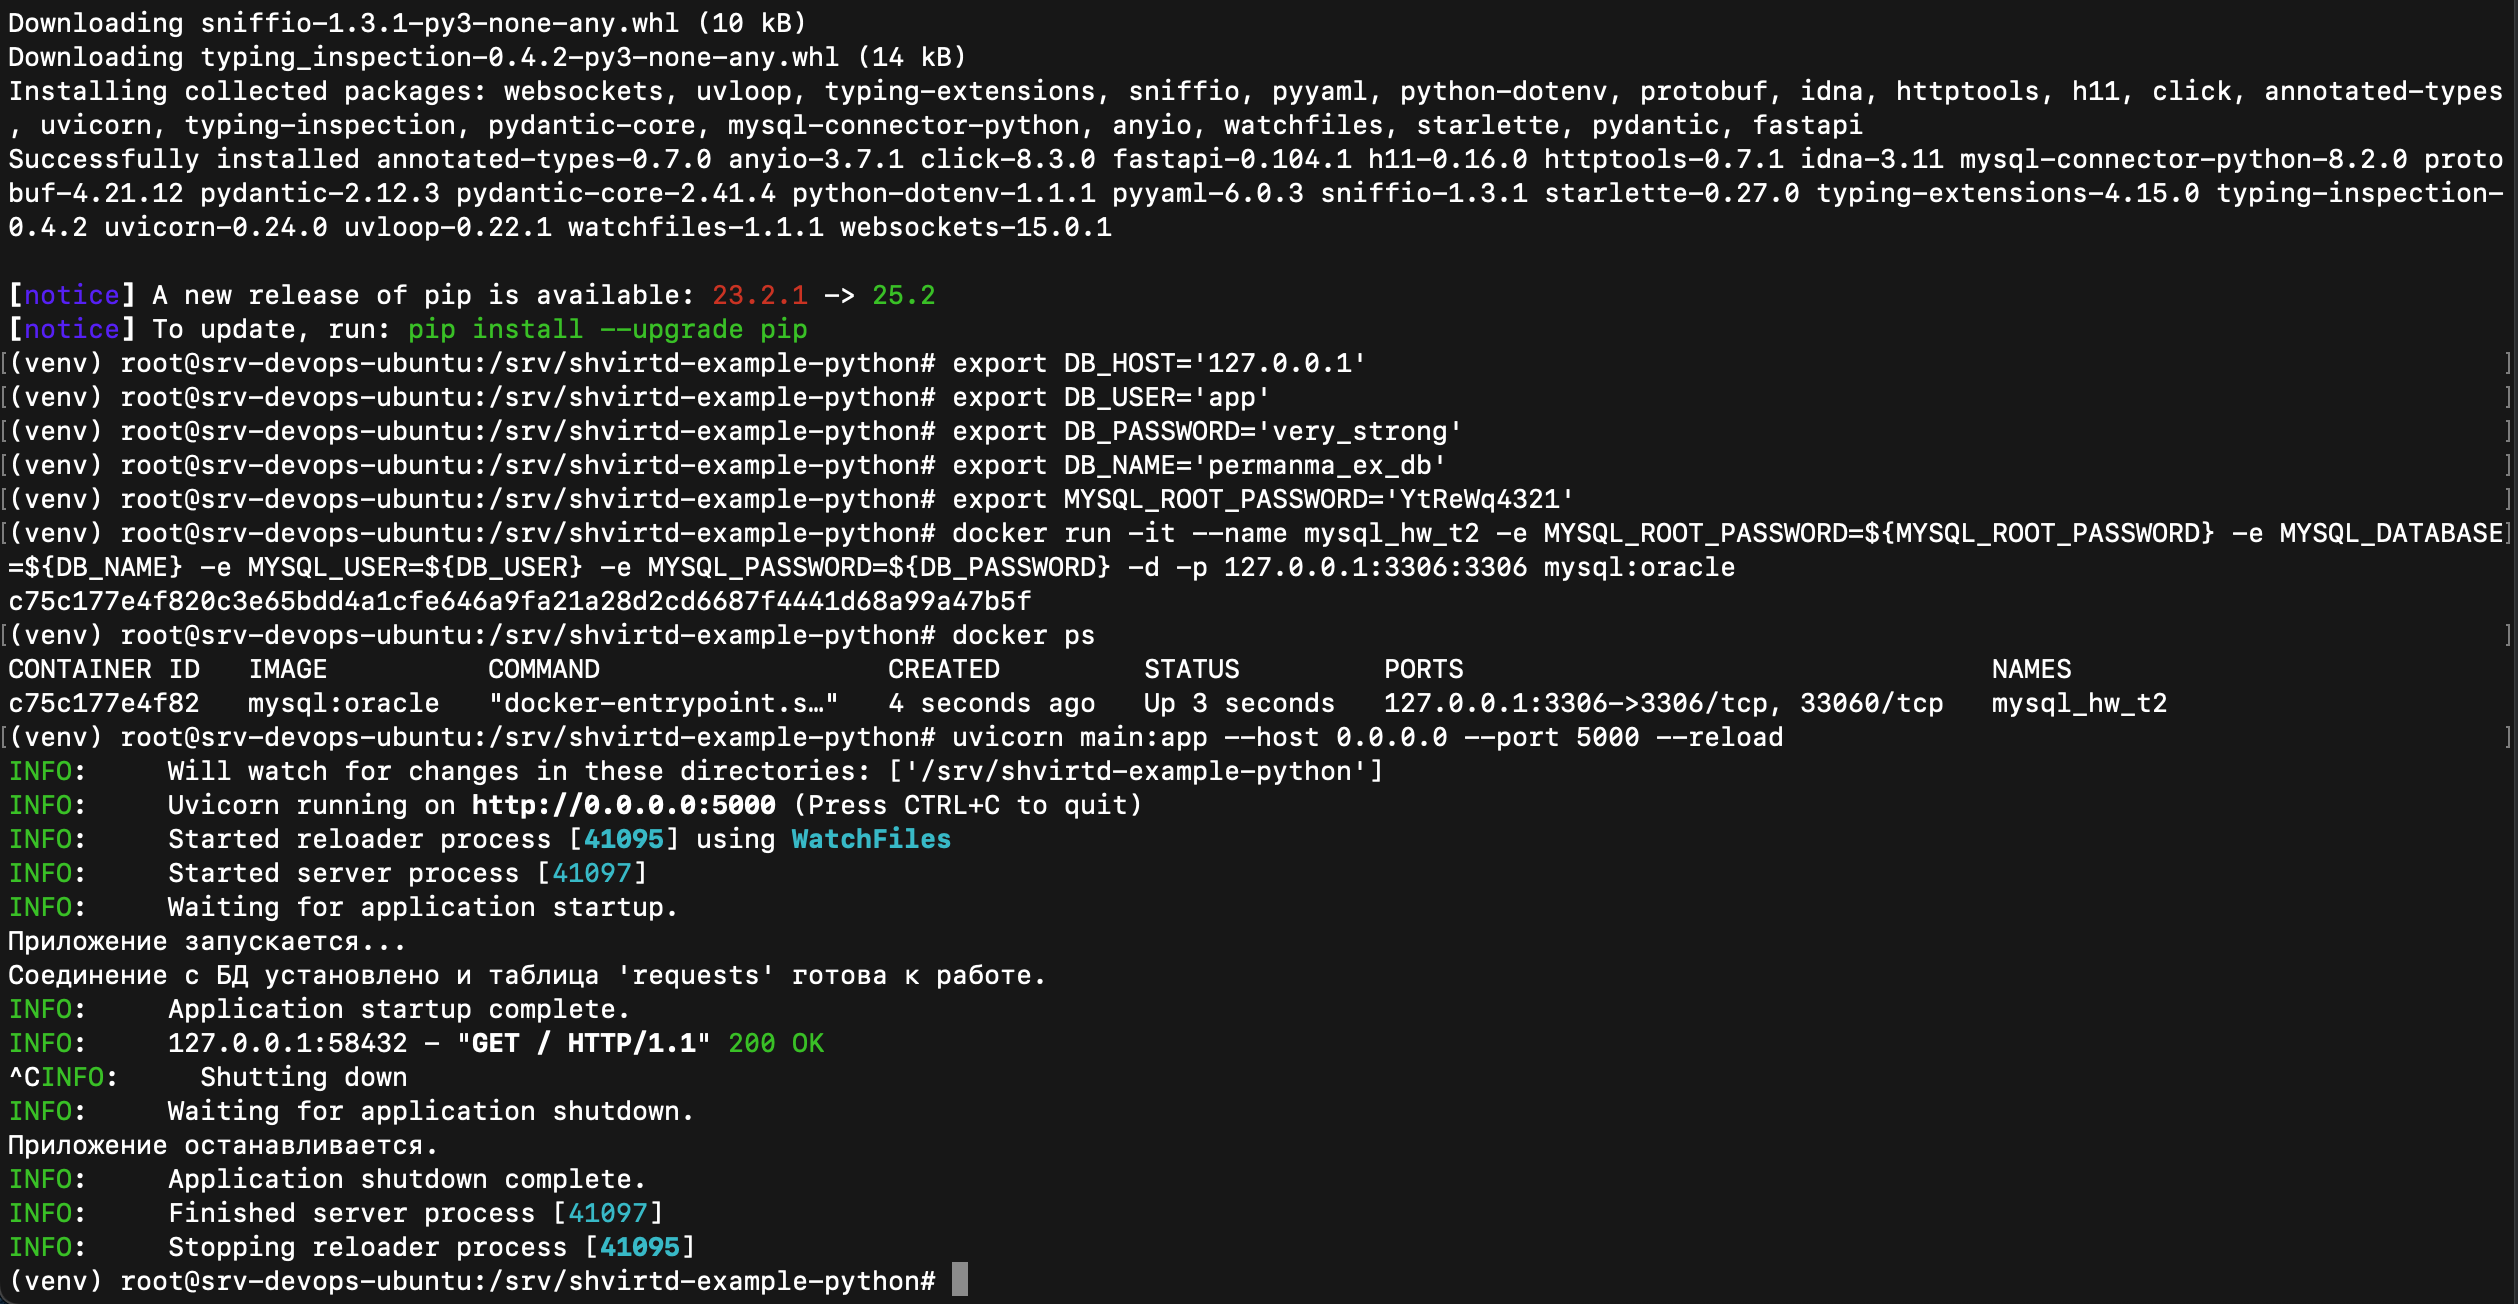 Downloading sniffio-1.3.1-py3-none-any.whl (10 kB)
Downloading typing_inspection-0.4.2-py3-none-any.whl (14 kB)
Installing collected packages: websockets, uvloop, typing-extensions, sniffio, pyyaml, python-dotenv, protobuf, idna, httptools, h11, click, annotated-types
, uvicorn, typing-inspection, pydantic-core, mysql-connector-python, anyio, watchfiles, starlette, pydantic, fastapi
Successfully installed annotated-types-0.7.0 anyio-3.7.1 click-8.3.0 fastapi-0.104.1 h11-0.16.0 httptools-0.7.1 idna-3.11 mysql-connector-python-8.2.0 proto
buf-4.21.12 pydantic-2.12.3 pydantic-core-2.41.4 python-dotenv-1.1.1 pyyaml-6.0.3 sniffio-1.3.1 starlette-0.27.0 typing-extensions-4.15.0 typing-inspection-
0.4.2 uvicorn-0.24.0 uvloop-0.22.1 watchfiles-1.1.1 websockets-15.0.1
[notice] A new release of pip is available: 23.2.1 -> 25.2
[notice] To update, run: pip install --upgrade pip
[(venv) root@srv-devops-ubuntu:/srv/shvirtd-example-python# export DB_HOST='127.0.0.1' ]
[(venv) root@srv-devops-ubuntu:/srv/shvirtd-example-python# export DB_USER='app' ]
[(venv) root@srv-devops-ubuntu:/srv/shvirtd-example-python# export DB_PASSWORD='very_strong' ]
[(venv) root@srv-devops-ubuntu:/srv/shvirtd-example-python# export DB_NAME='permanma_ex_db' ]
[(venv) root@srv-devops-ubuntu:/srv/shvirtd-example-python# export MYSQL_ROOT_PASSWORD='YtReWq4321' ]
[(venv) root@srv-devops-ubuntu:/srv/shvirtd-example-python# docker run -it --name mysql_hw_t2 -e MYSQL_ROOT_PASSWORD=${MYSQL_ROOT_PASSWORD} -e MYSQL_DATABASE]
=${DB_NAME} -e MYSQL_USER=${DB_USER} -e MYSQL_PASSWORD=${DB_PASSWORD} -d -p 127.0.0.1:3306:3306 mysql:oracle
c75c177e4f820c3e65bdd4a1cfe646a9fa21a28d2cd6687f4441d68a99a47b5f
[(venv) root@srv-devops-ubuntu:/srv/shvirtd-example-python# docker ps ]
CONTAINER ID   IMAGE          COMMAND                  CREATED         STATUS         PORTS                                 NAMES
c75c177e4f82   mysql:oracle   "docker-entrypoint.s…"   4 seconds ago   Up 3 seconds   127.0.0.1:3306->3306/tcp, 33060/tcp   mysql_hw_t2
[(venv) root@srv-devops-ubuntu:/srv/shvirtd-example-python# uvicorn main:app --host 0.0.0.0 --port 5000 --reload ]
INFO:     Will watch for changes in these directories: ['/srv/shvirtd-example-python']
INFO:     Uvicorn running on http://0.0.0.0:5000 (Press CTRL+C to quit)
INFO:     Started reloader process [41095] using WatchFiles
INFO:     Started server process [41097]
INFO:     Waiting for application startup.
Приложение запускается...
Соединение с БД установлено и таблица 'requests' готова к работе.
INFO:     Application startup complete.
INFO:     127.0.0.1:58432 - "GET / HTTP/1.1" 200 OK
^CINFO:     Shutting down
INFO:     Waiting for application shutdown.
Приложение останавливается.
INFO:     Application shutdown complete.
INFO:     Finished server process [41097]
INFO:     Stopping reloader process [41095]
(venv) root@srv-devops-ubuntu:/srv/shvirtd-example-python#